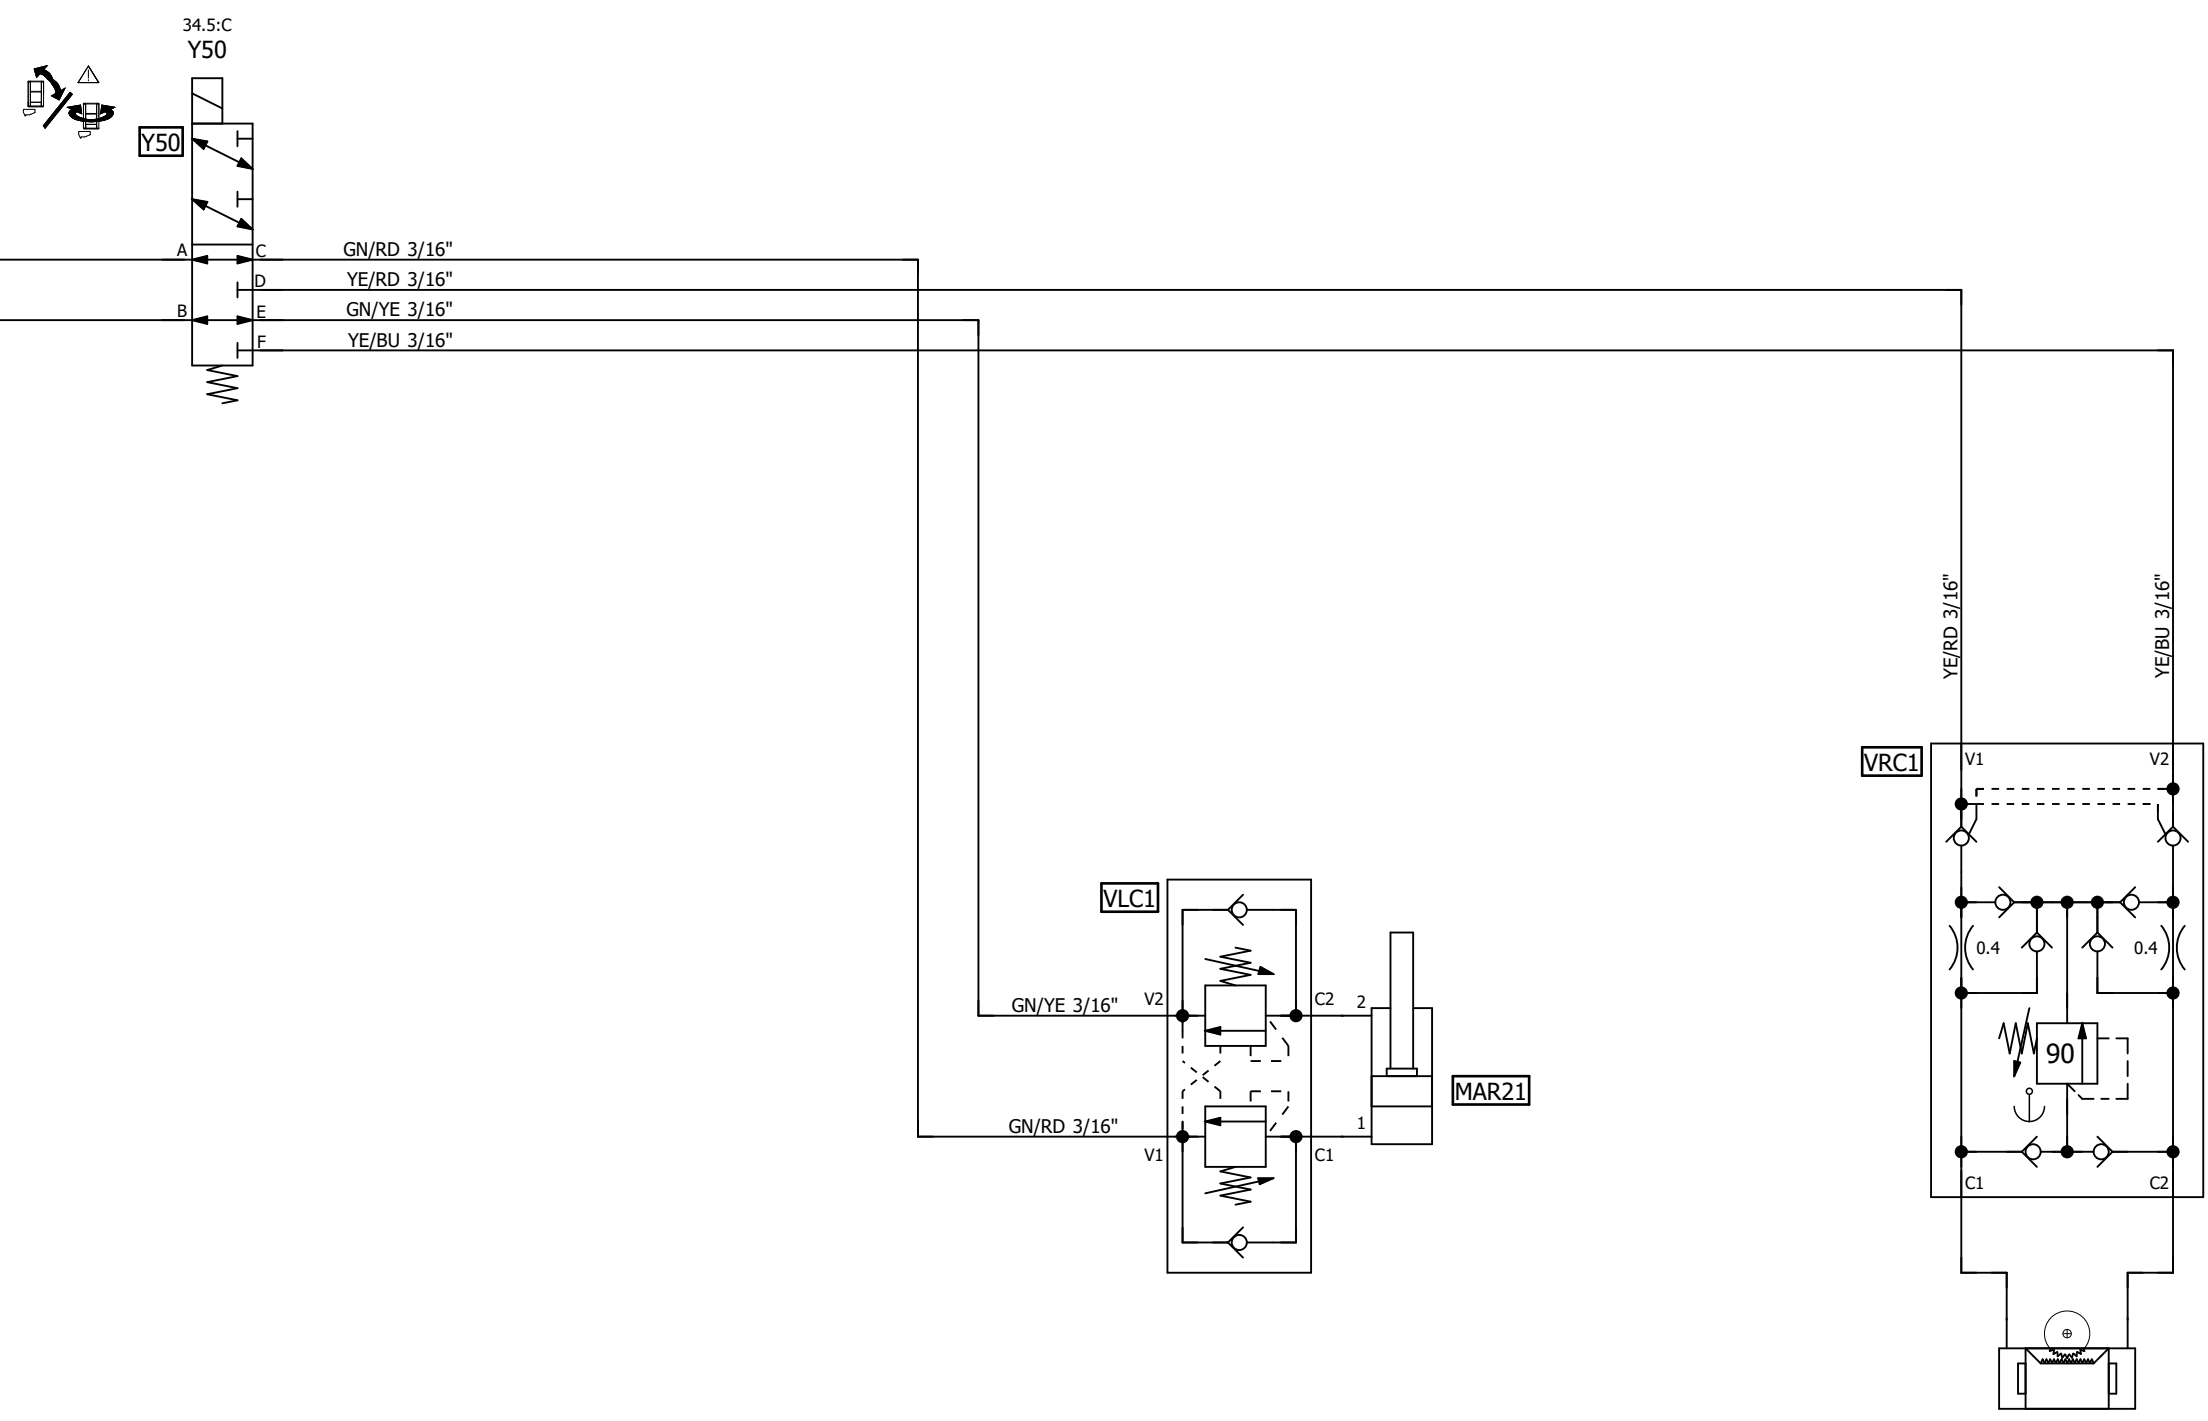 34.5:C
Y50
Y50
A
C
GN/RD 3/16"
D
YE/RD 3/16"
B
E
GN/YE 3/16"
F
YE/BU 3/16"
YE/RD 3/16"
YE/BU 3/16"
VRC1
V1
V2
VLC1
0.4
0.4
GN/YE 3/16"
V2
C2
2
90
MAR21
GN/RD 3/16"
1
V1
C1
C1
C2